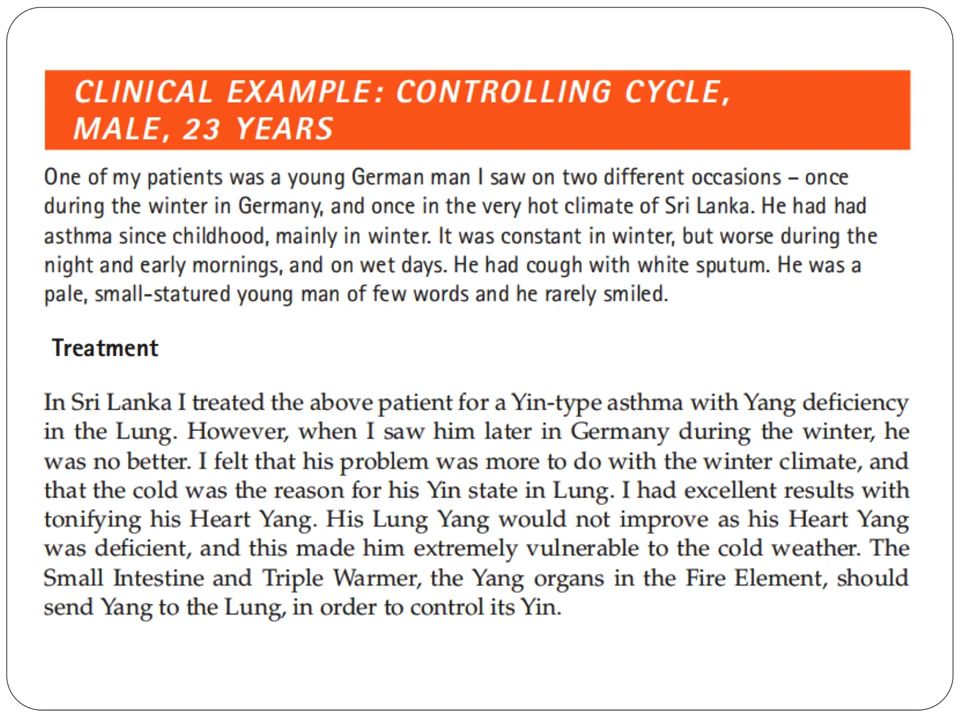 CLINICAL EXAMPLE: CONTROLLING CYCLE,
MALE, 23 YEARS
One of my patients was a young German man I saw on two different occasions – once
during the winter in Germany, and once in the very hot climate of Sri Lanka. He had had
asthma since childhood, mainly in winter. It was constant in winter, but worse during the
night and early mornings, and on wet days. He had cough with white sputum. He was a
pale, small-statured young man of few words and he rarely smiled.
Treatment
In Sri Lanka I treated the above patient for a Yin-type asthma with Yang deficiency
in the Lung. However, when I saw him later in Germany during the winter, he
was no better. I felt that his problem was more to do with the winter climate, and
that the cold was the reason for his Yin state in Lung. I had excellent results with
tonifying his Heart Yang. His Lung Yang would not improve as his Heart Yang
was deficient, and this made him extremely vulnerable to the cold weather. The
Small Intestine and Triple Warmer, the Yang organs in the Fire Element, should
send Yang to the Lung, in order to control its Yin.